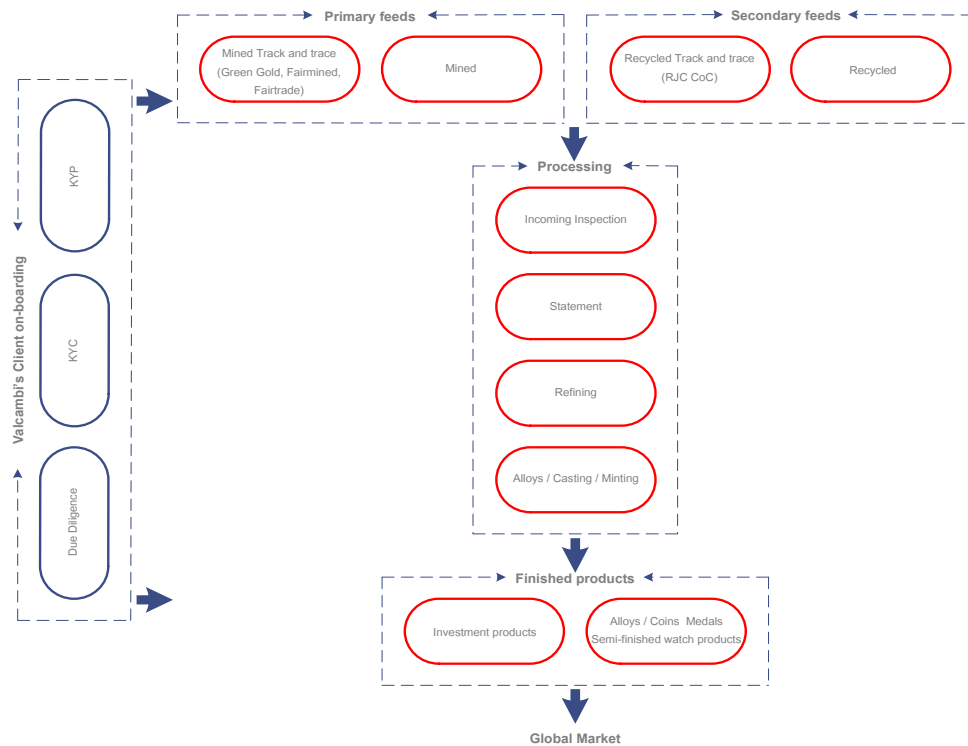 Primary feeds
Secondary feeds
Mined Track and trace
(Green Gold, Fairmined,
Fairtrade)
Mined
Recycled Track and trace
(RJC CoC)
Recycled
Valcambi's Client on-boarding
KYP
KYC
Due Diligence
Processing
Incoming Inspection
Statement
Refining
Alloys / Casting / Minting
Finished products
Investment products
Alloys / Coins Medals
Semi-finished watch products
Global Market